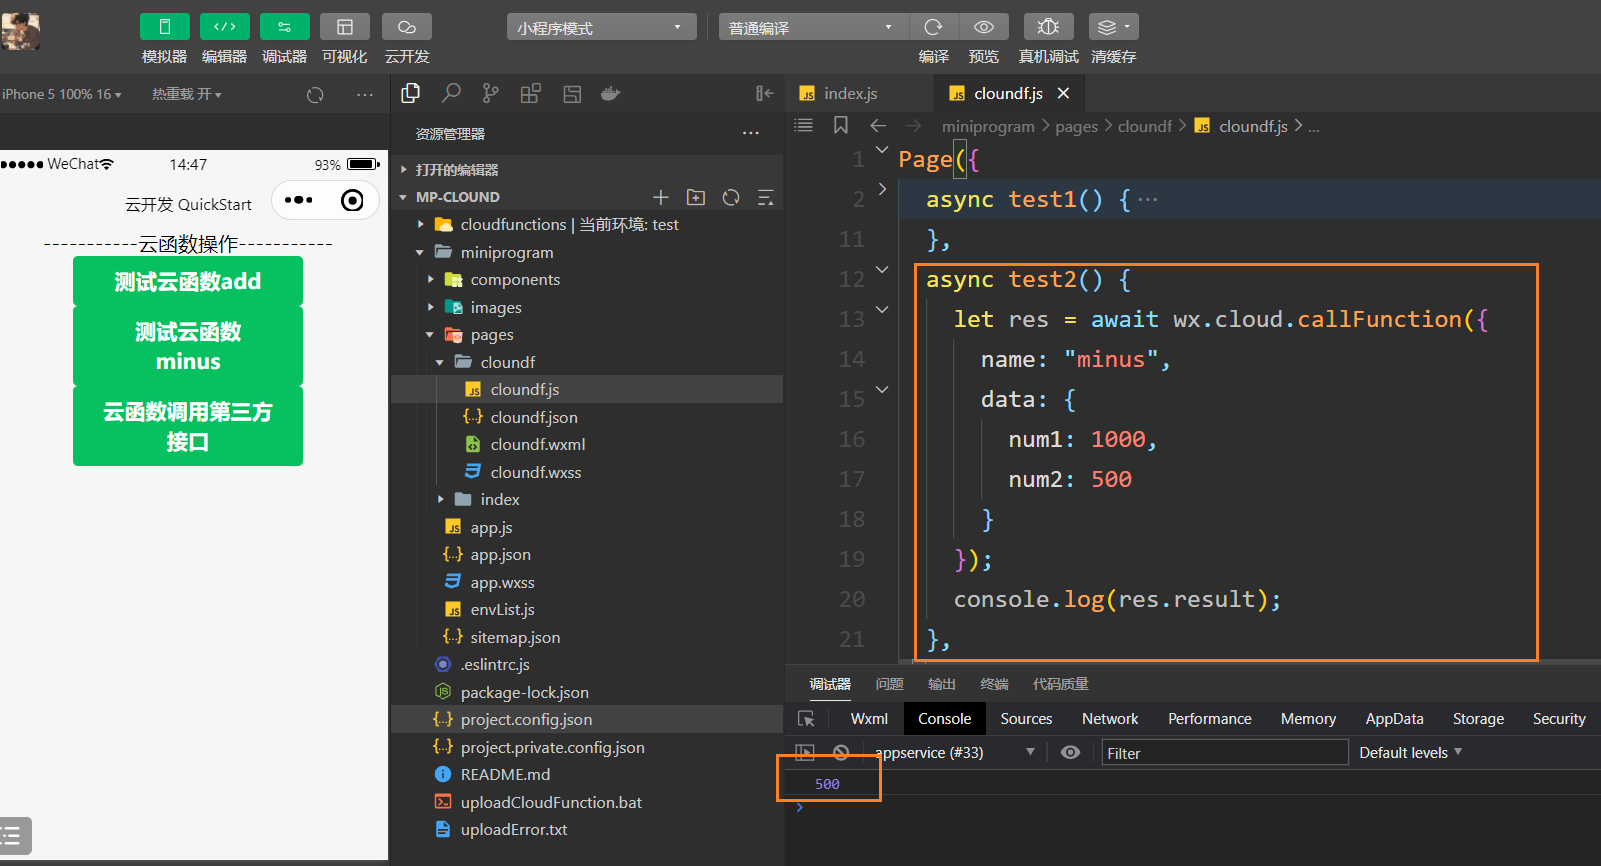 模拟器 编辑器 调试器 可视化 云开发
小程序模式 普通编译
编译 预览 真机调试 清缓存
iPhone 5 100% 16 热重载 开
WeChat 14:47 93%
云开发 QuickStart
-----------云函数操作-----------
测试云函数add
测试云函数
minus
云函数调用第三方
接口
资源管理器
打开的编辑器
MP-CLOUND
cloudfunctions | 当前环境: test
miniprogram
components
images
pages
cloundf
cloundf.js
cloundf.json
cloundf.wxml
cloundf.wxss
index
app.js
app.json
app.wxss
envList.js
sitemap.json
.eslintrc.js
package-lock.json
project.config.json
project.private.config.json
README.md
uploadCloudFunction.bat
uploadError.txt
index.js cloundf.js
miniprogram > pages > cloundf > cloundf.js > ...
1 Page({
2 async test1() { ...
11 },
12 async test2() {
13 let res = await wx.cloud.callFunction({
14 name: "minus",
15 data: {
16 num1: 1000,
17 num2: 500
18 }
19 });
20 console.log(res.result);
21 },
调试器 问题 输出 终端 代码质量
Wxml Console Sources Network Performance Memory AppData Storage Security
appservice (#33) Filter Default levels
500